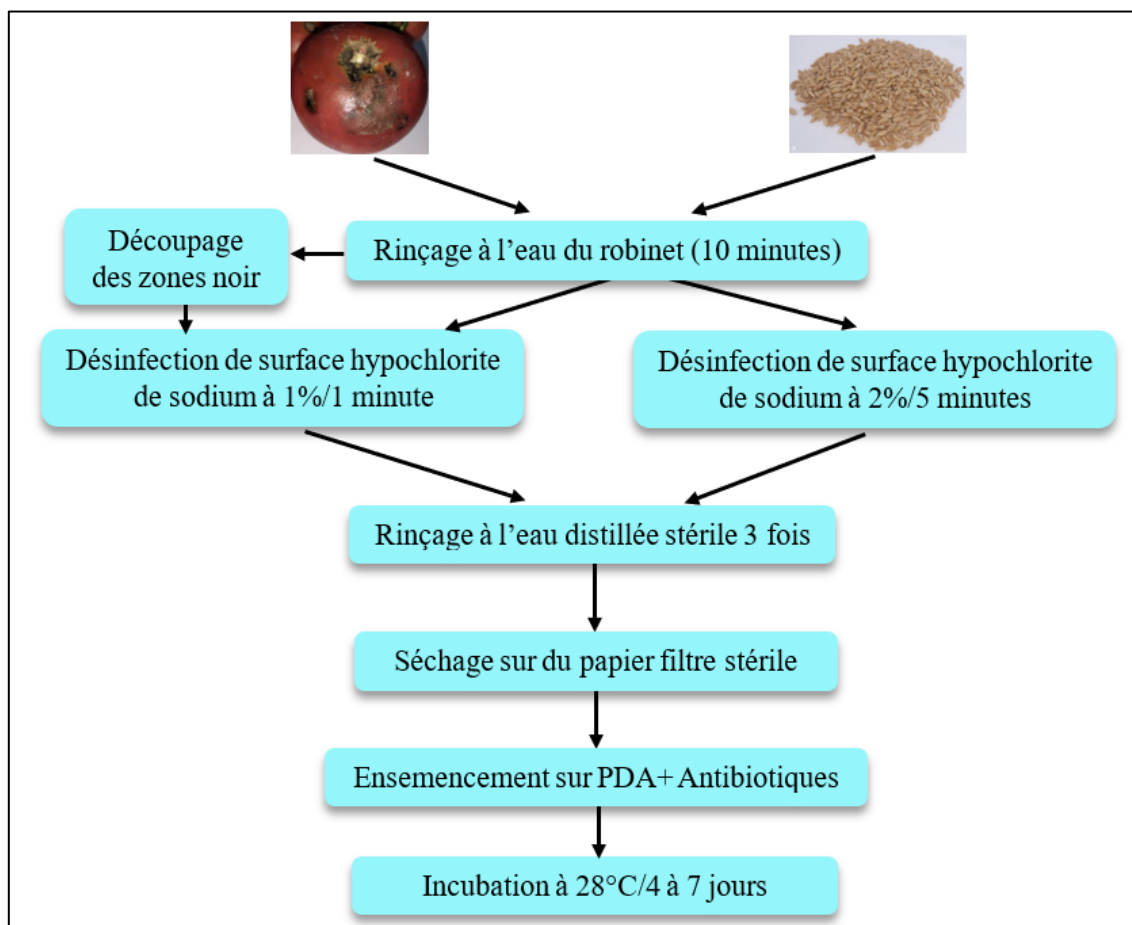 Rinçage à l’eau du robinet (10 minutes)
Découpage
des zones noir
Désinfection de surface hypochlorite
de sodium à 1%/1 minute
Désinfection de surface hypochlorite
de sodium à 2%/5 minutes
Rinçage à l’eau distillée stérile 3 fois
Séchage sur du papier filtre stérile
Ensemencement sur PDA+ Antibiotiques
Incubation à 28°C/4 à 7 jours